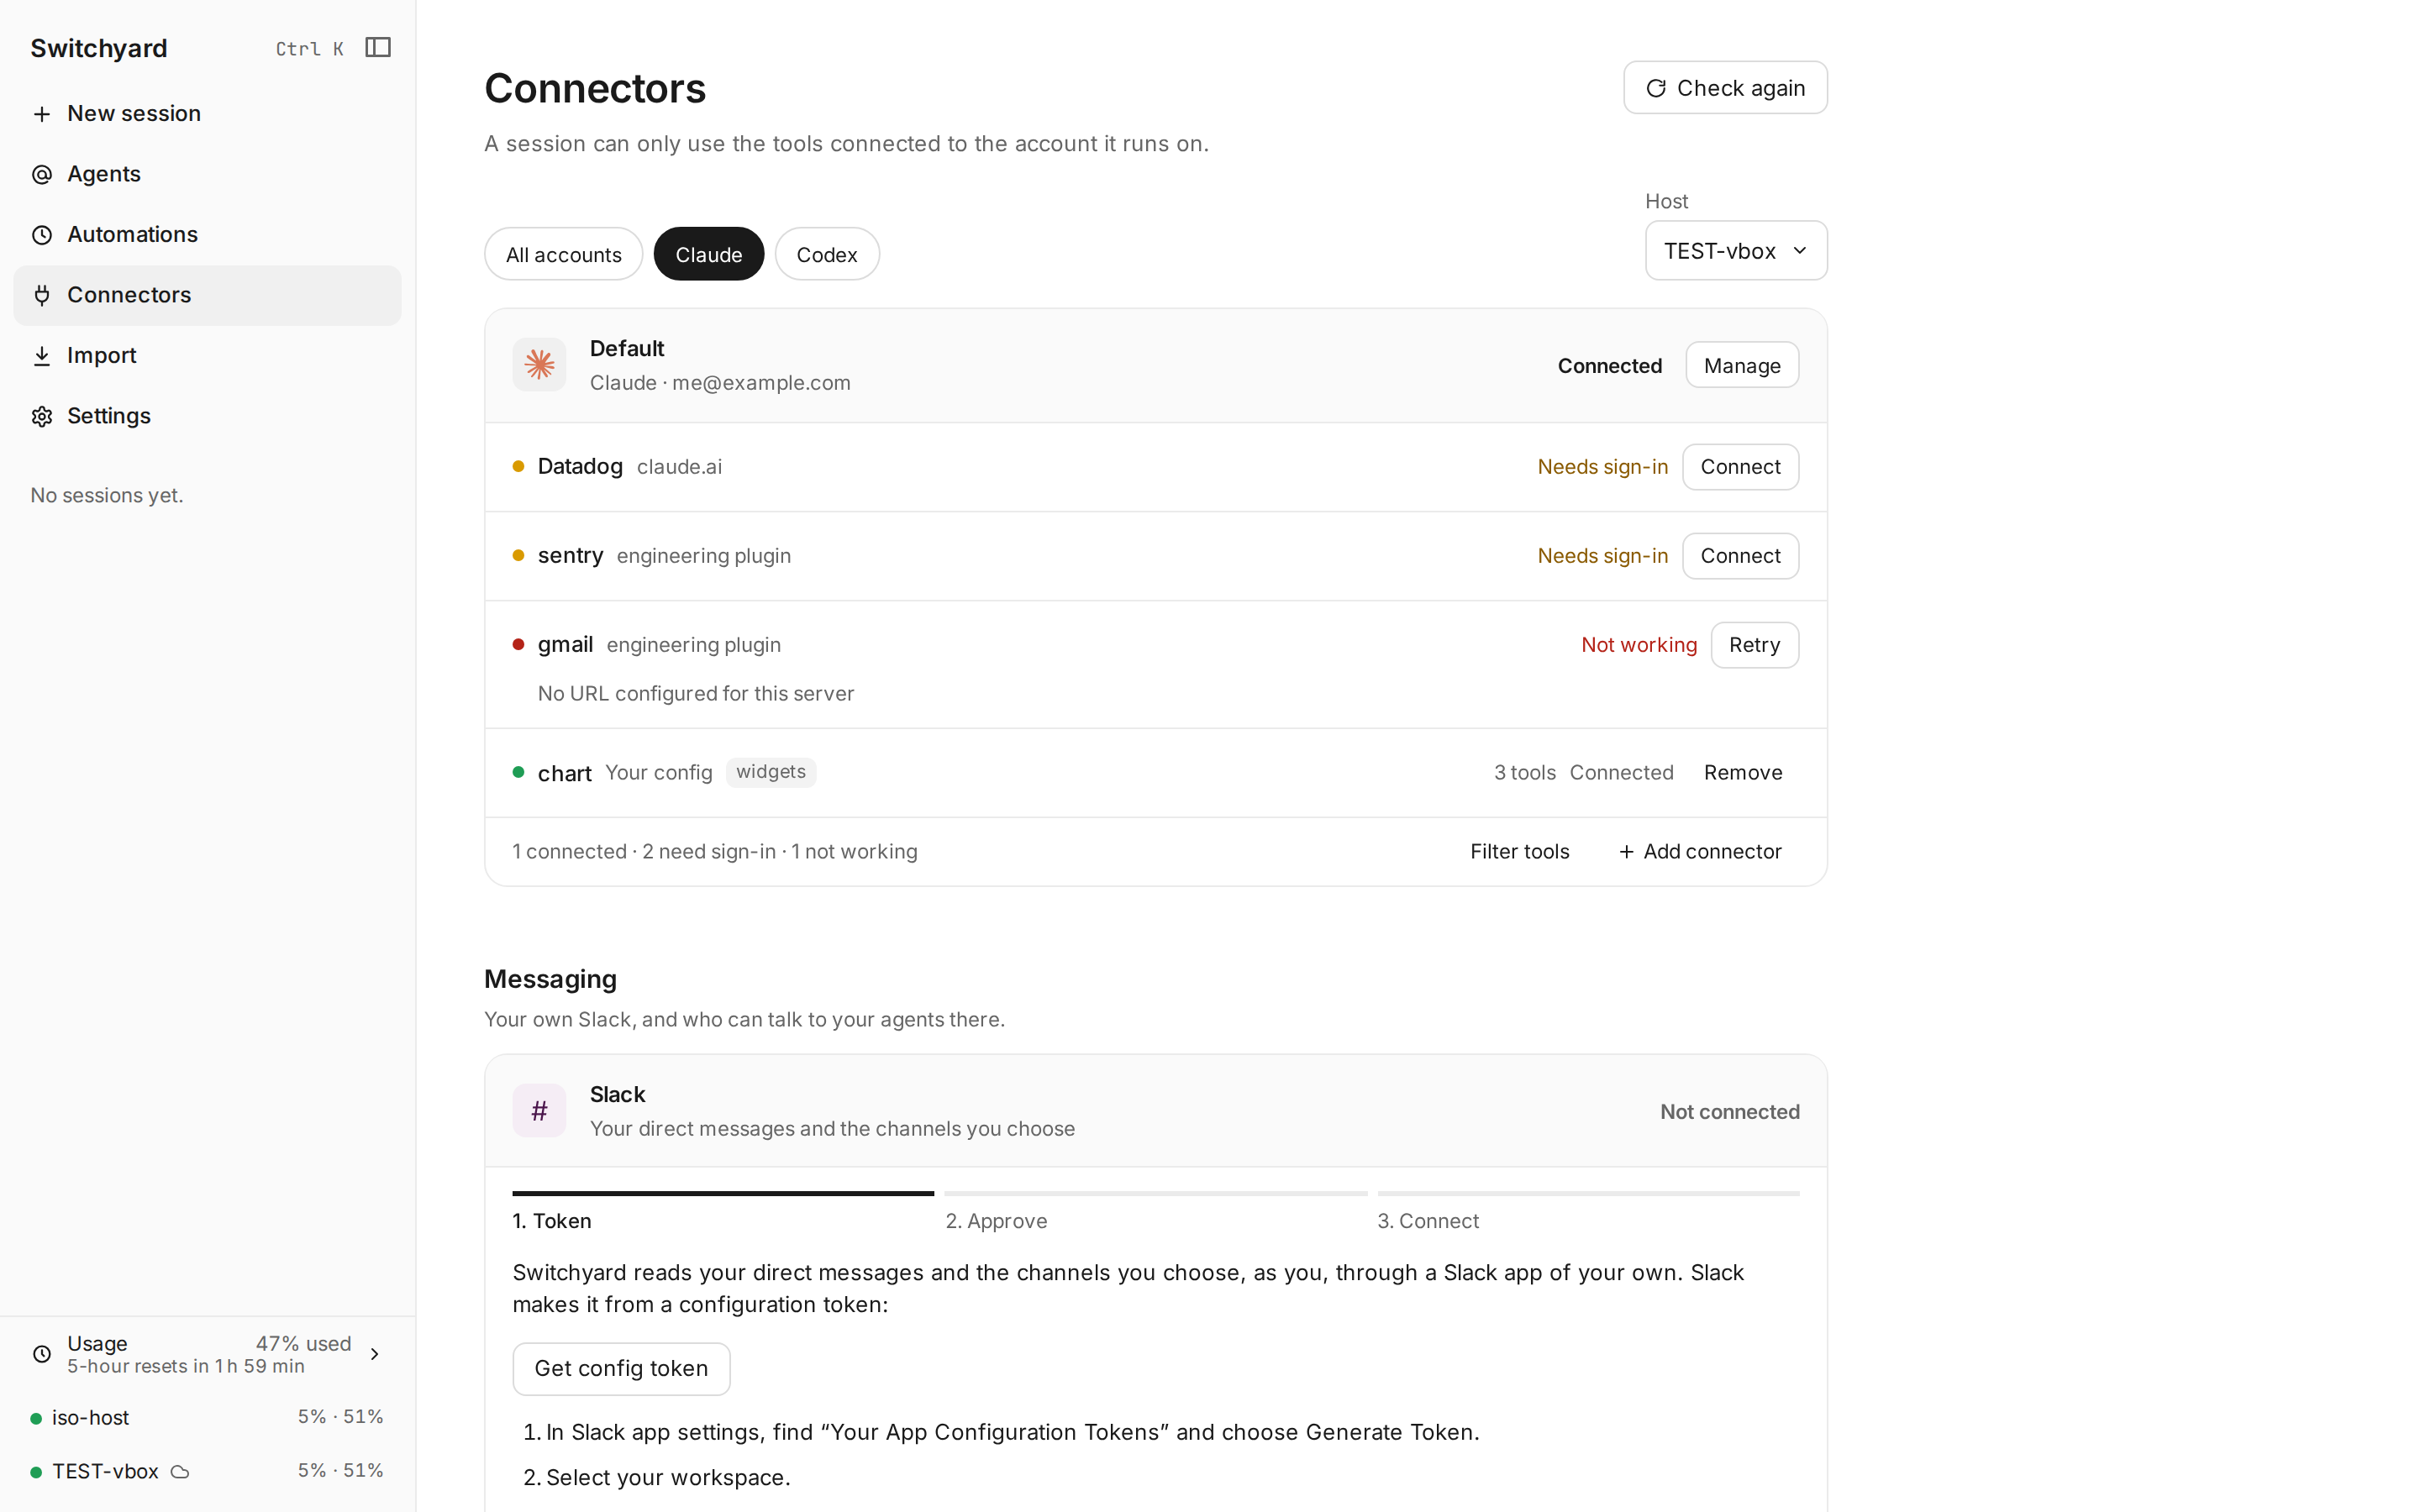 Switchyard
Ctrl K
New session
Agents
Automations
Connectors
Import
Settings
No sessions yet.
Usage
47% used
5-hour resets in 1 h 59 min
iso-host
5% · 51%
TEST-vbox
5% · 51%
Connectors
Check again
A session can only use the tools connected to the account it runs on.
Host
All accounts
Claude
Codex
TEST-vbox
Default
Claude · me@example.com
Connected
Manage
Datadog claude.ai
Needs sign-in
Connect
sentry engineering plugin
Needs sign-in
Connect
gmail engineering plugin
Not working
Retry
No URL configured for this server
chart Your config widgets
3 tools Connected
Remove
1 connected · 2 need sign-in · 1 not working
Filter tools
+ Add connector
Messaging
Your own Slack, and who can talk to your agents there.
#
Slack
Your direct messages and the channels you choose
Not connected
1. Token
2. Approve
3. Connect
Switchyard reads your direct messages and the channels you choose, as you, through a Slack app of your own. Slack
makes it from a configuration token:
Get config token
1. In Slack app settings, find “Your App Configuration Tokens” and choose Generate Token.
2. Select your workspace.